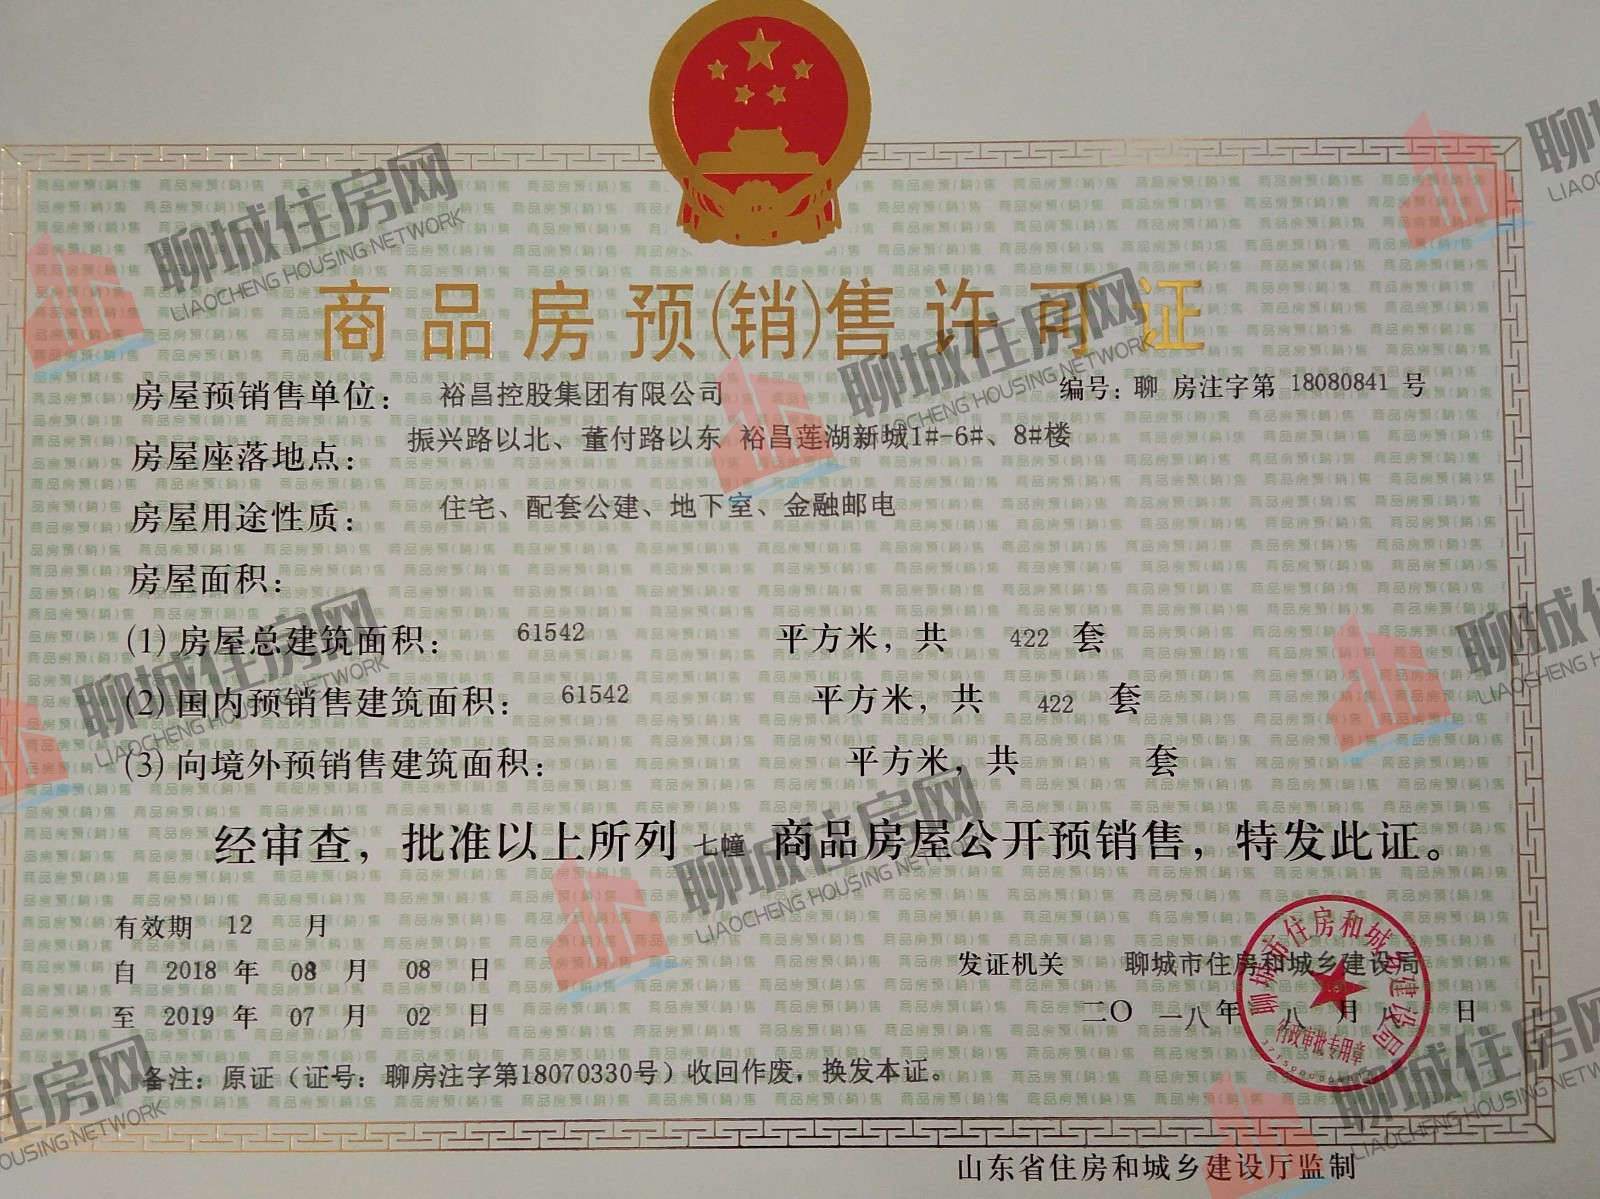 商品房预(销)售许可证
房屋预销售单位： 裕昌控股集团有限公司 编号：聊 房注字第 18080841 号
房屋座落地点： 振兴路以北、董付路以东 裕昌莲湖新城1#-6#、8#楼
房屋用途性质： 住宅、配套公建、地下室、金融邮电
房屋面积：
(1) 房屋总建筑面积： 61542 平方米，共 422 套
(2) 国内预销售建筑面积： 61542 平方米，共 422 套
(3) 向境外预销售建筑面积： 平方米，共 套
经审查，批准以上所列 七幢 商品房屋公开预销售，特发此证。
有效期 12 月
自 2018 年 08 月 08 日
至 2019 年 07 月 02 日
发证机关 聊城市住房和城乡建设局
二〇一八年 八 月 八 日
聊城市住房和城乡建设局
行政审批专用章
备注：原证（证号：聊房注字第18070330号）收回作废，换发本证。
山东省住房和城乡建设厅监制
聊城住房网
LIAOCHENG HOUSING NETWORK